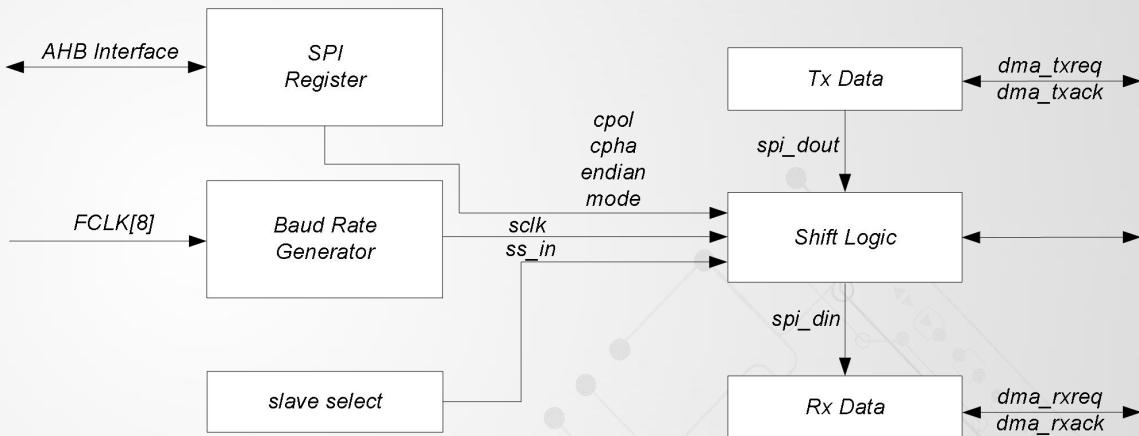 AHB Interface
SPI
Register
Tx Data
dma_txreq
dma_txack
cpol
cpha
endian
mode
spi_dout
FCLK[8]
Baud Rate
Generator
sclk
ss_in
Shift Logic
spi_din
slave select
Rx Data
dma_rxreq
dma_rxack